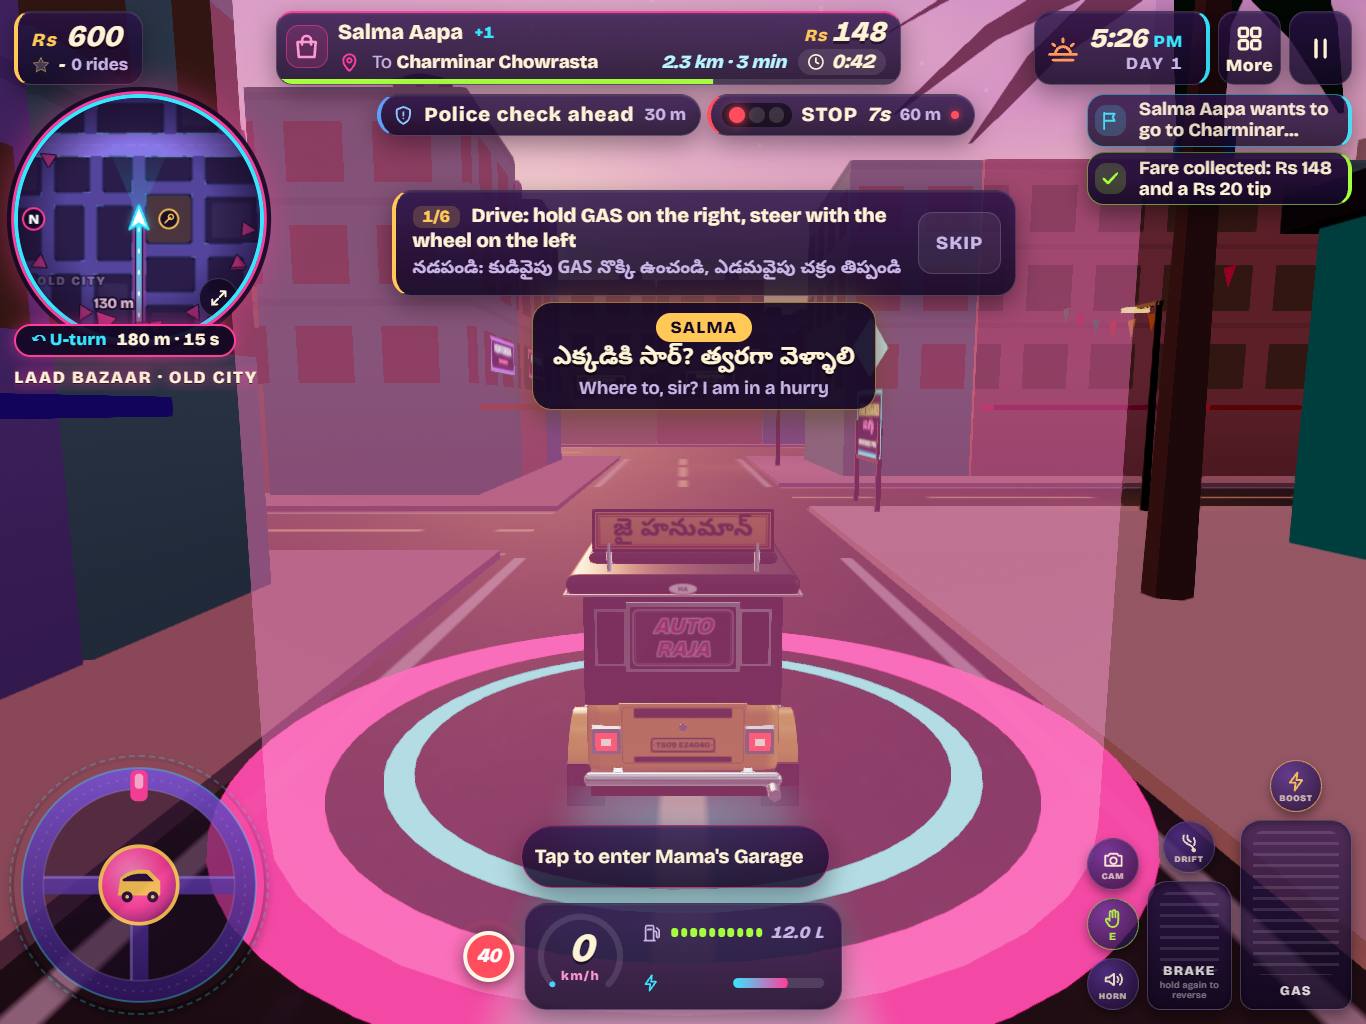 Rs 600
- 0 rides
Salma Aapa +1
Rs 148
To Charminar Chowrasta
2.3 km · 3 min
0:42
5:26 PM
DAY 1
More
Police check ahead 30 m
STOP 7s 60 m
Salma Aapa wants to
go to Charminar...
Fare collected: Rs 148
and a Rs 20 tip
N
OLD CITY
130 m
U-turn 180 m · 15 s
LAAD BAZAAR · OLD CITY
1/6 Drive: hold GAS on the right, steer with the
wheel on the left
నడపండి: కుడివైపు GAS నొక్కి ఉంచండి, ఎడమవైపు చక్రం తిప్పండి
SKIP
SALMA
ఎక్కడికి సార్? త్వరగా వెళ్ళాలి
Where to, sir? I am in a hurry
జై హనుమాన్
AUTO
RAJA
Tap to enter Mama's Garage
40
0
km/h
12.0 L
BOOST
DRIFT
CAM
E
HORN
BRAKE
hold again to
reverse
GAS